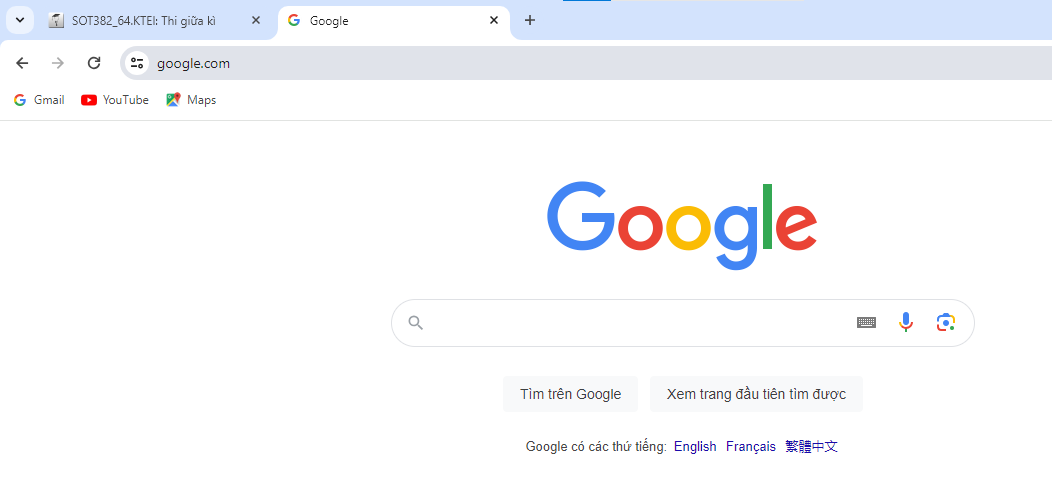 SOT382_64.KTEI: Thi giữa kì
Google
google.com
Gmail YouTube Maps
Google
Tìm trên Google Xem trang đầu tiên tìm được
Google có các thứ tiếng: English Français 繁體中文